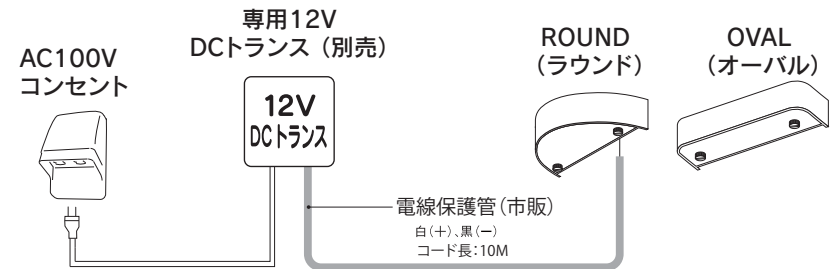 AC100V
コンセント
専用12V
DCトランス（別売）
12V
DCトランス
ROUND
（ラウンド）
OVAL
（オーバル）
電線保護管（市販）
白（＋）、黒（−）
コード長：10M